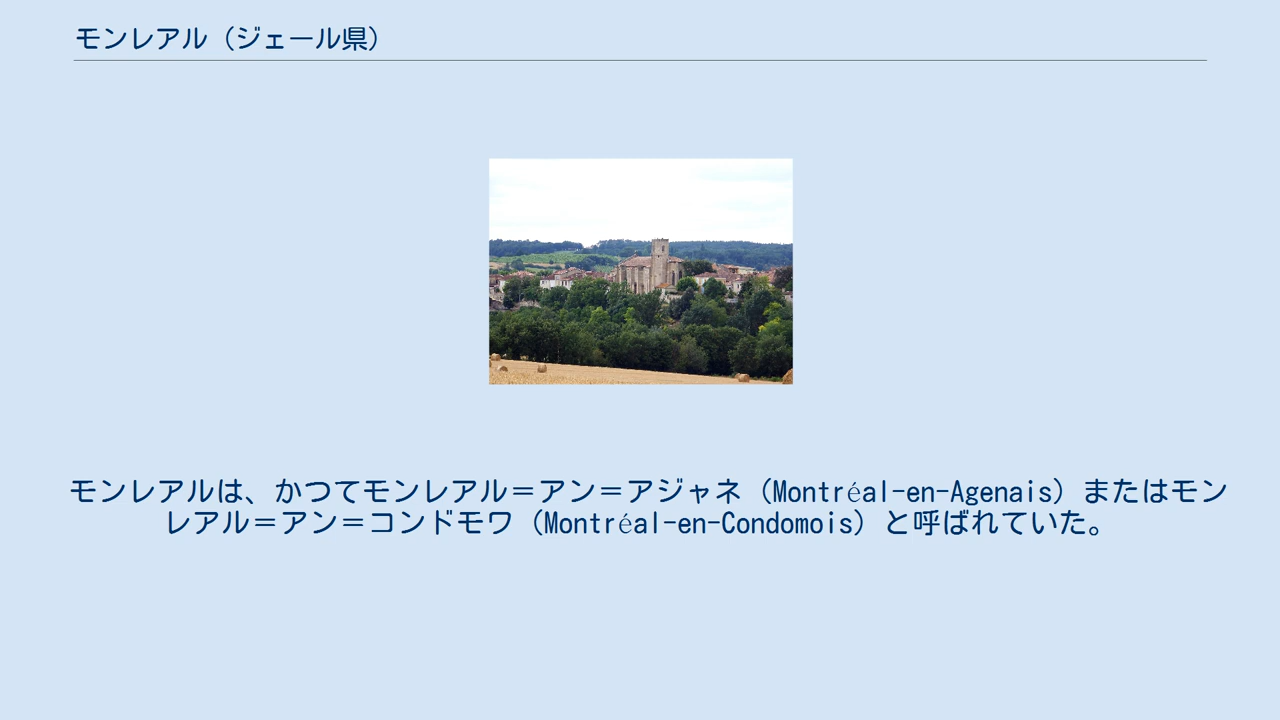 モンレアル（ジェール県）
モンレアルは、かつてモンレアル＝アン＝アジャネ（Montréal-en-Agenais）またはモン
レアル＝アン＝コンドモワ（Montréal-en-Condomois）と呼ばれていた。